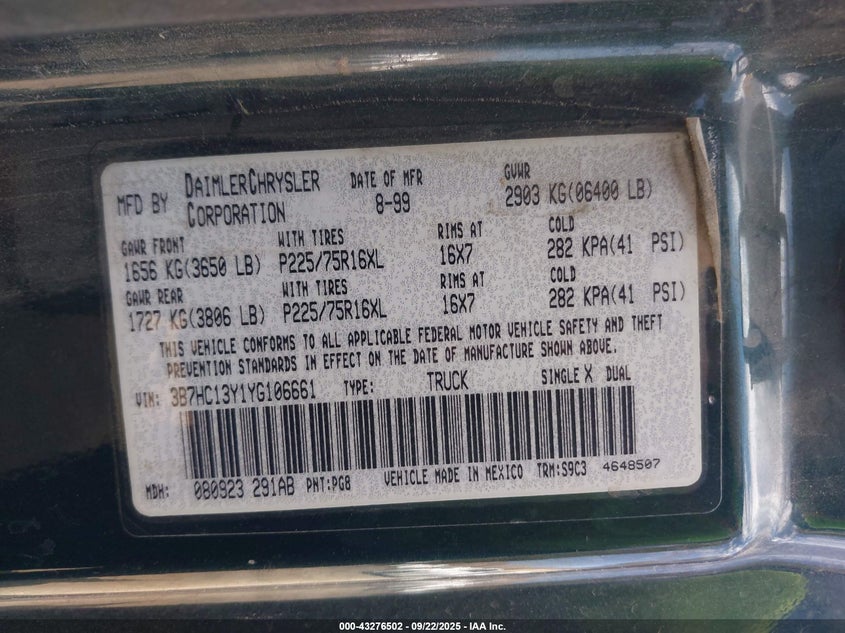 MFD BY DAIMLERCHRYSLER CORPORATION DATE OF MFR 8-99 GVWR 2903 KG(06400 LB)
GAWR FRONT WITH TIRES RIMS AT COLD
1656 KG(3650 LB) P225/75R16XL 16X7 282 KPA(41 PSI)
GAWR REAR WITH TIRES RIMS AT COLD
1727 KG(3806 LB) P225/75R16XL 16X7 282 KPA(41 PSI)
THIS VEHICLE CONFORMS TO ALL APPLICABLE FEDERAL MOTOR VEHICLE SAFETY AND THEFT
PREVENTION STANDARDS IN EFFECT ON THE DATE OF MANUFACTURE SHOWN ABOVE.
VIN: 3B7HC13Y1YG106661 TYPE: TRUCK SINGLE X DUAL
MDH: 080923 291AB PNT:PG8 VEHICLE MADE IN MEXICO TRM:S9C3 4648507
000-43276502 - 09/22/2025 - IAA Inc.